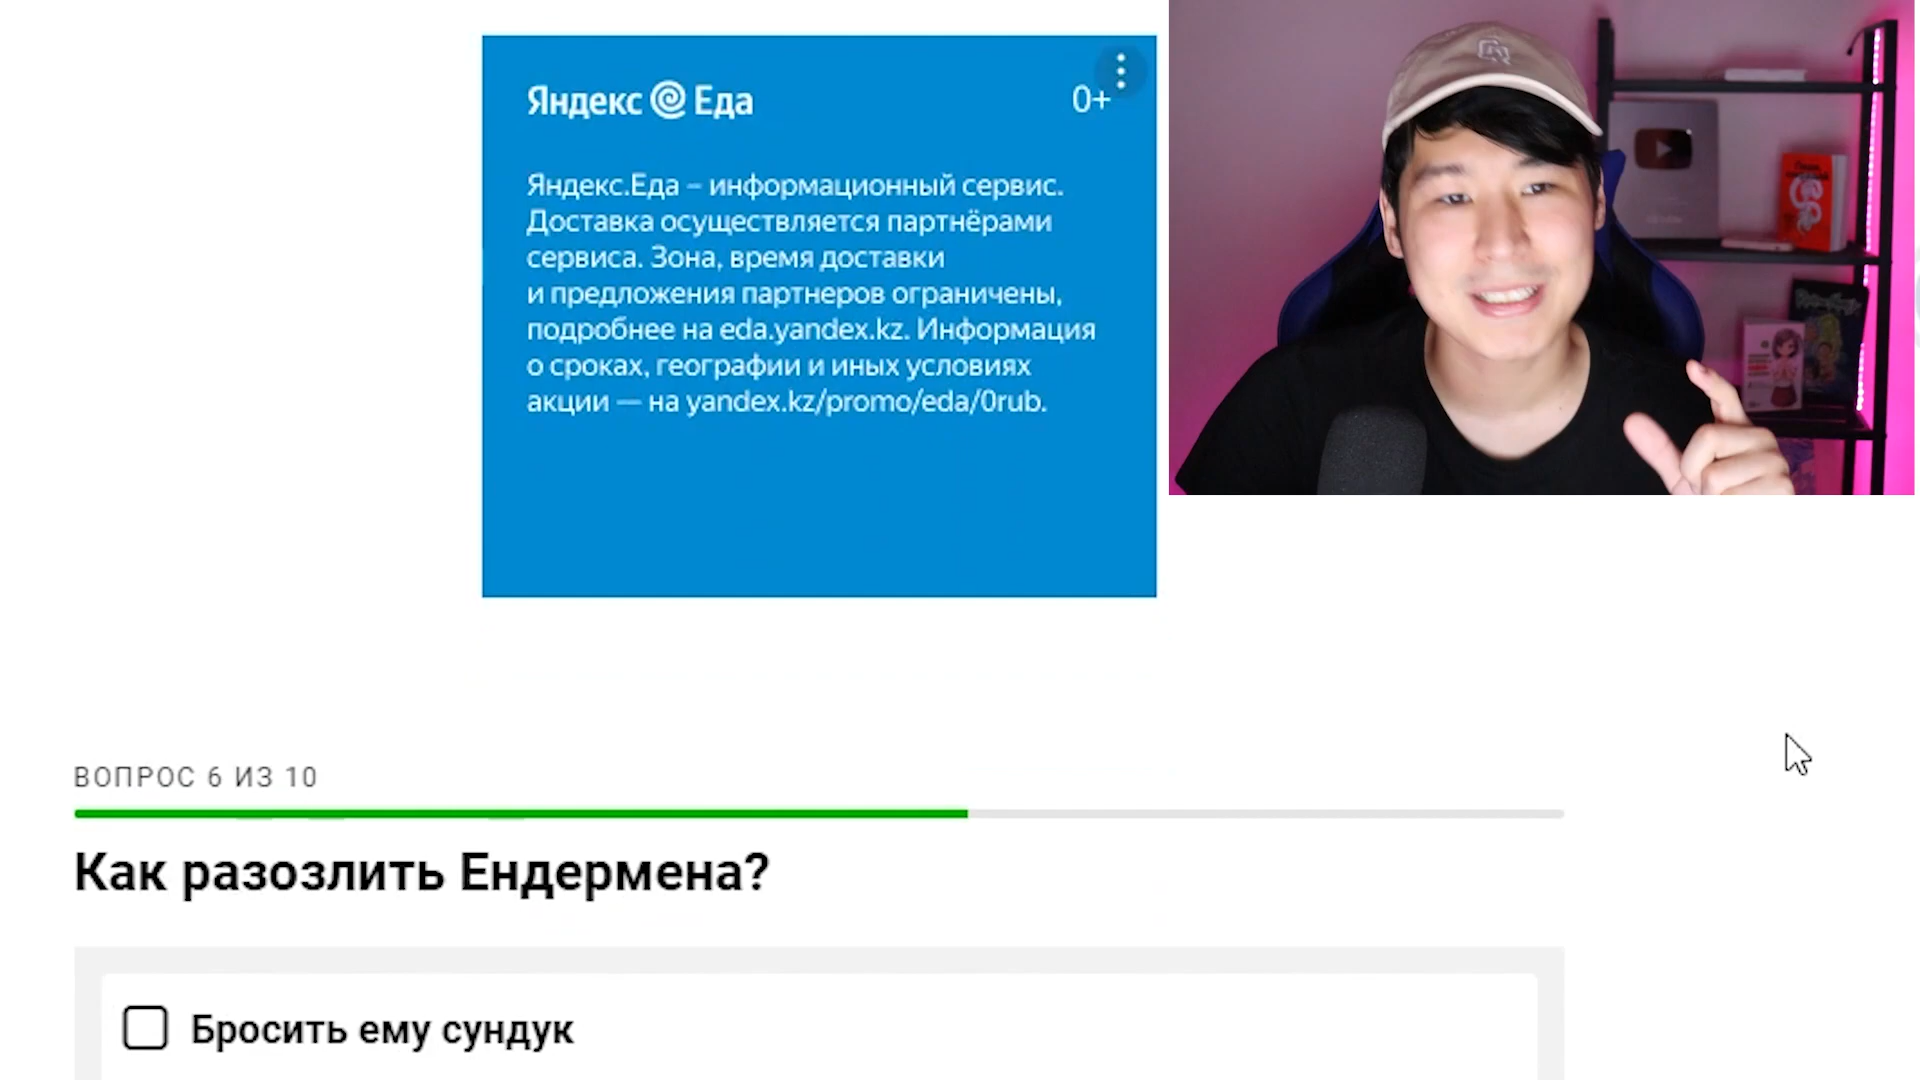 Яндекс Еда
0+
Яндекс.Еда – информационный сервис.
Доставка осуществляется партнёрами
сервиса. Зона, время доставки
и предложения партнеров ограничены,
подробнее на eda.yandex.kz. Информация
о сроках, географии и иных условиях
акции — на yandex.kz/promo/eda/0rub.
ВОПРОС 6 ИЗ 10
Как разозлить Ендермена?
Бросить ему сундук